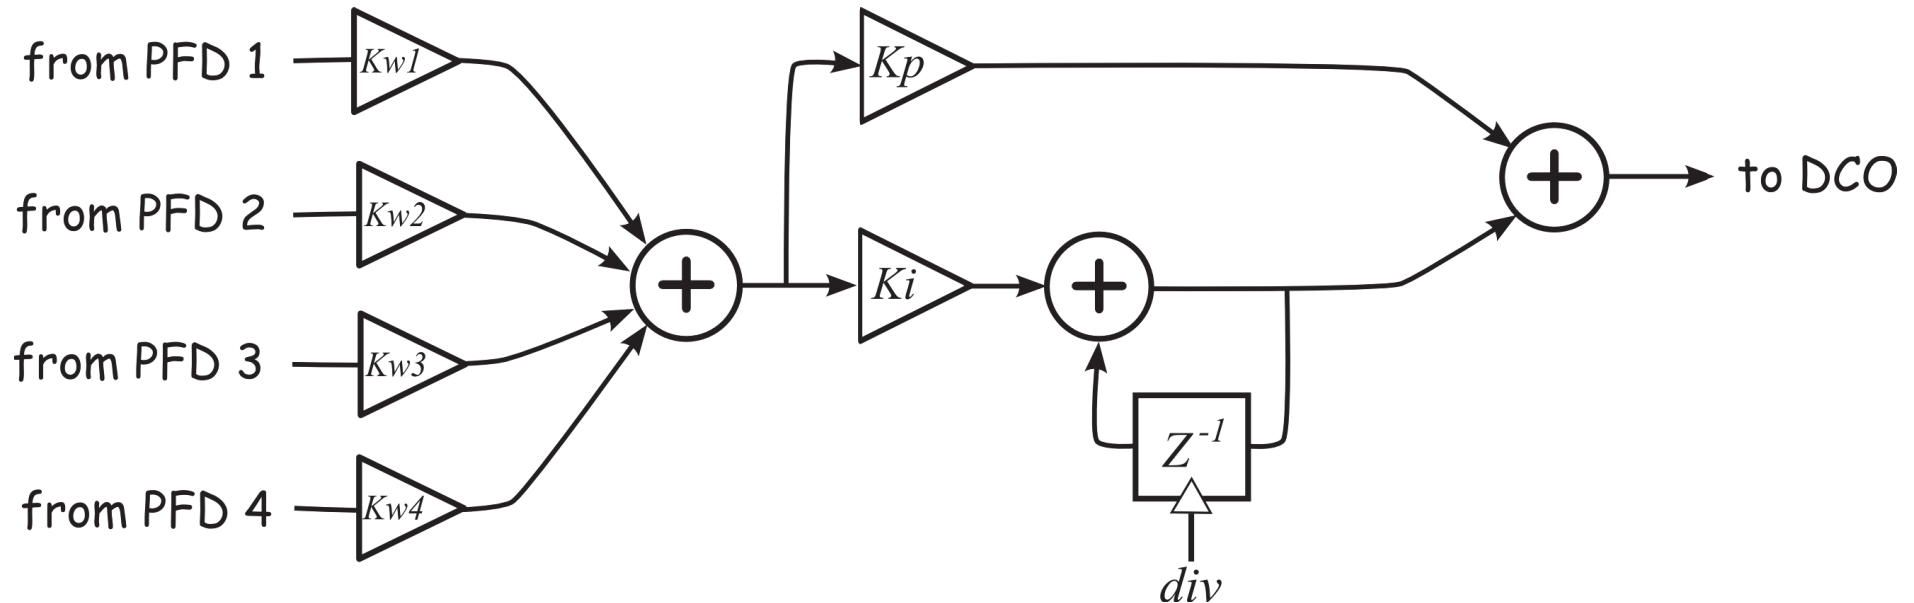 from PFD 1
Kw1
Kp
from PFD 2
Kw2
to DCO
Ki
from PFD 3
Kw3
Z⁻¹
from PFD 4
Kw4
div